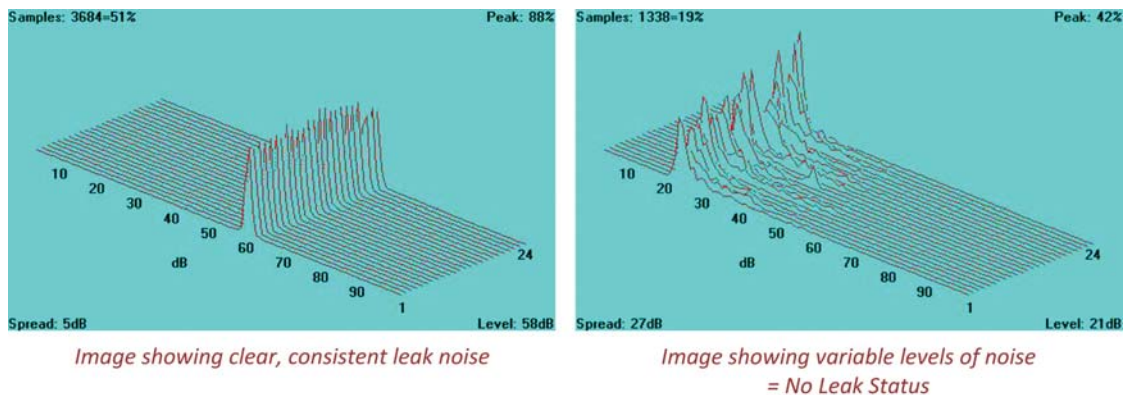 Samples: 3684=51%
Peak: 88%
10
20
30
40
50
60
70
80
90
dB
24
1
Spread: 5dB
Level: 58dB
Image showing clear, consistent leak noise
Samples: 1338=19%
Peak: 42%
10
20
30
40
50
60
70
80
90
dB
24
1
Spread: 27dB
Level: 21dB
Image showing variable levels of noise
= No Leak Status